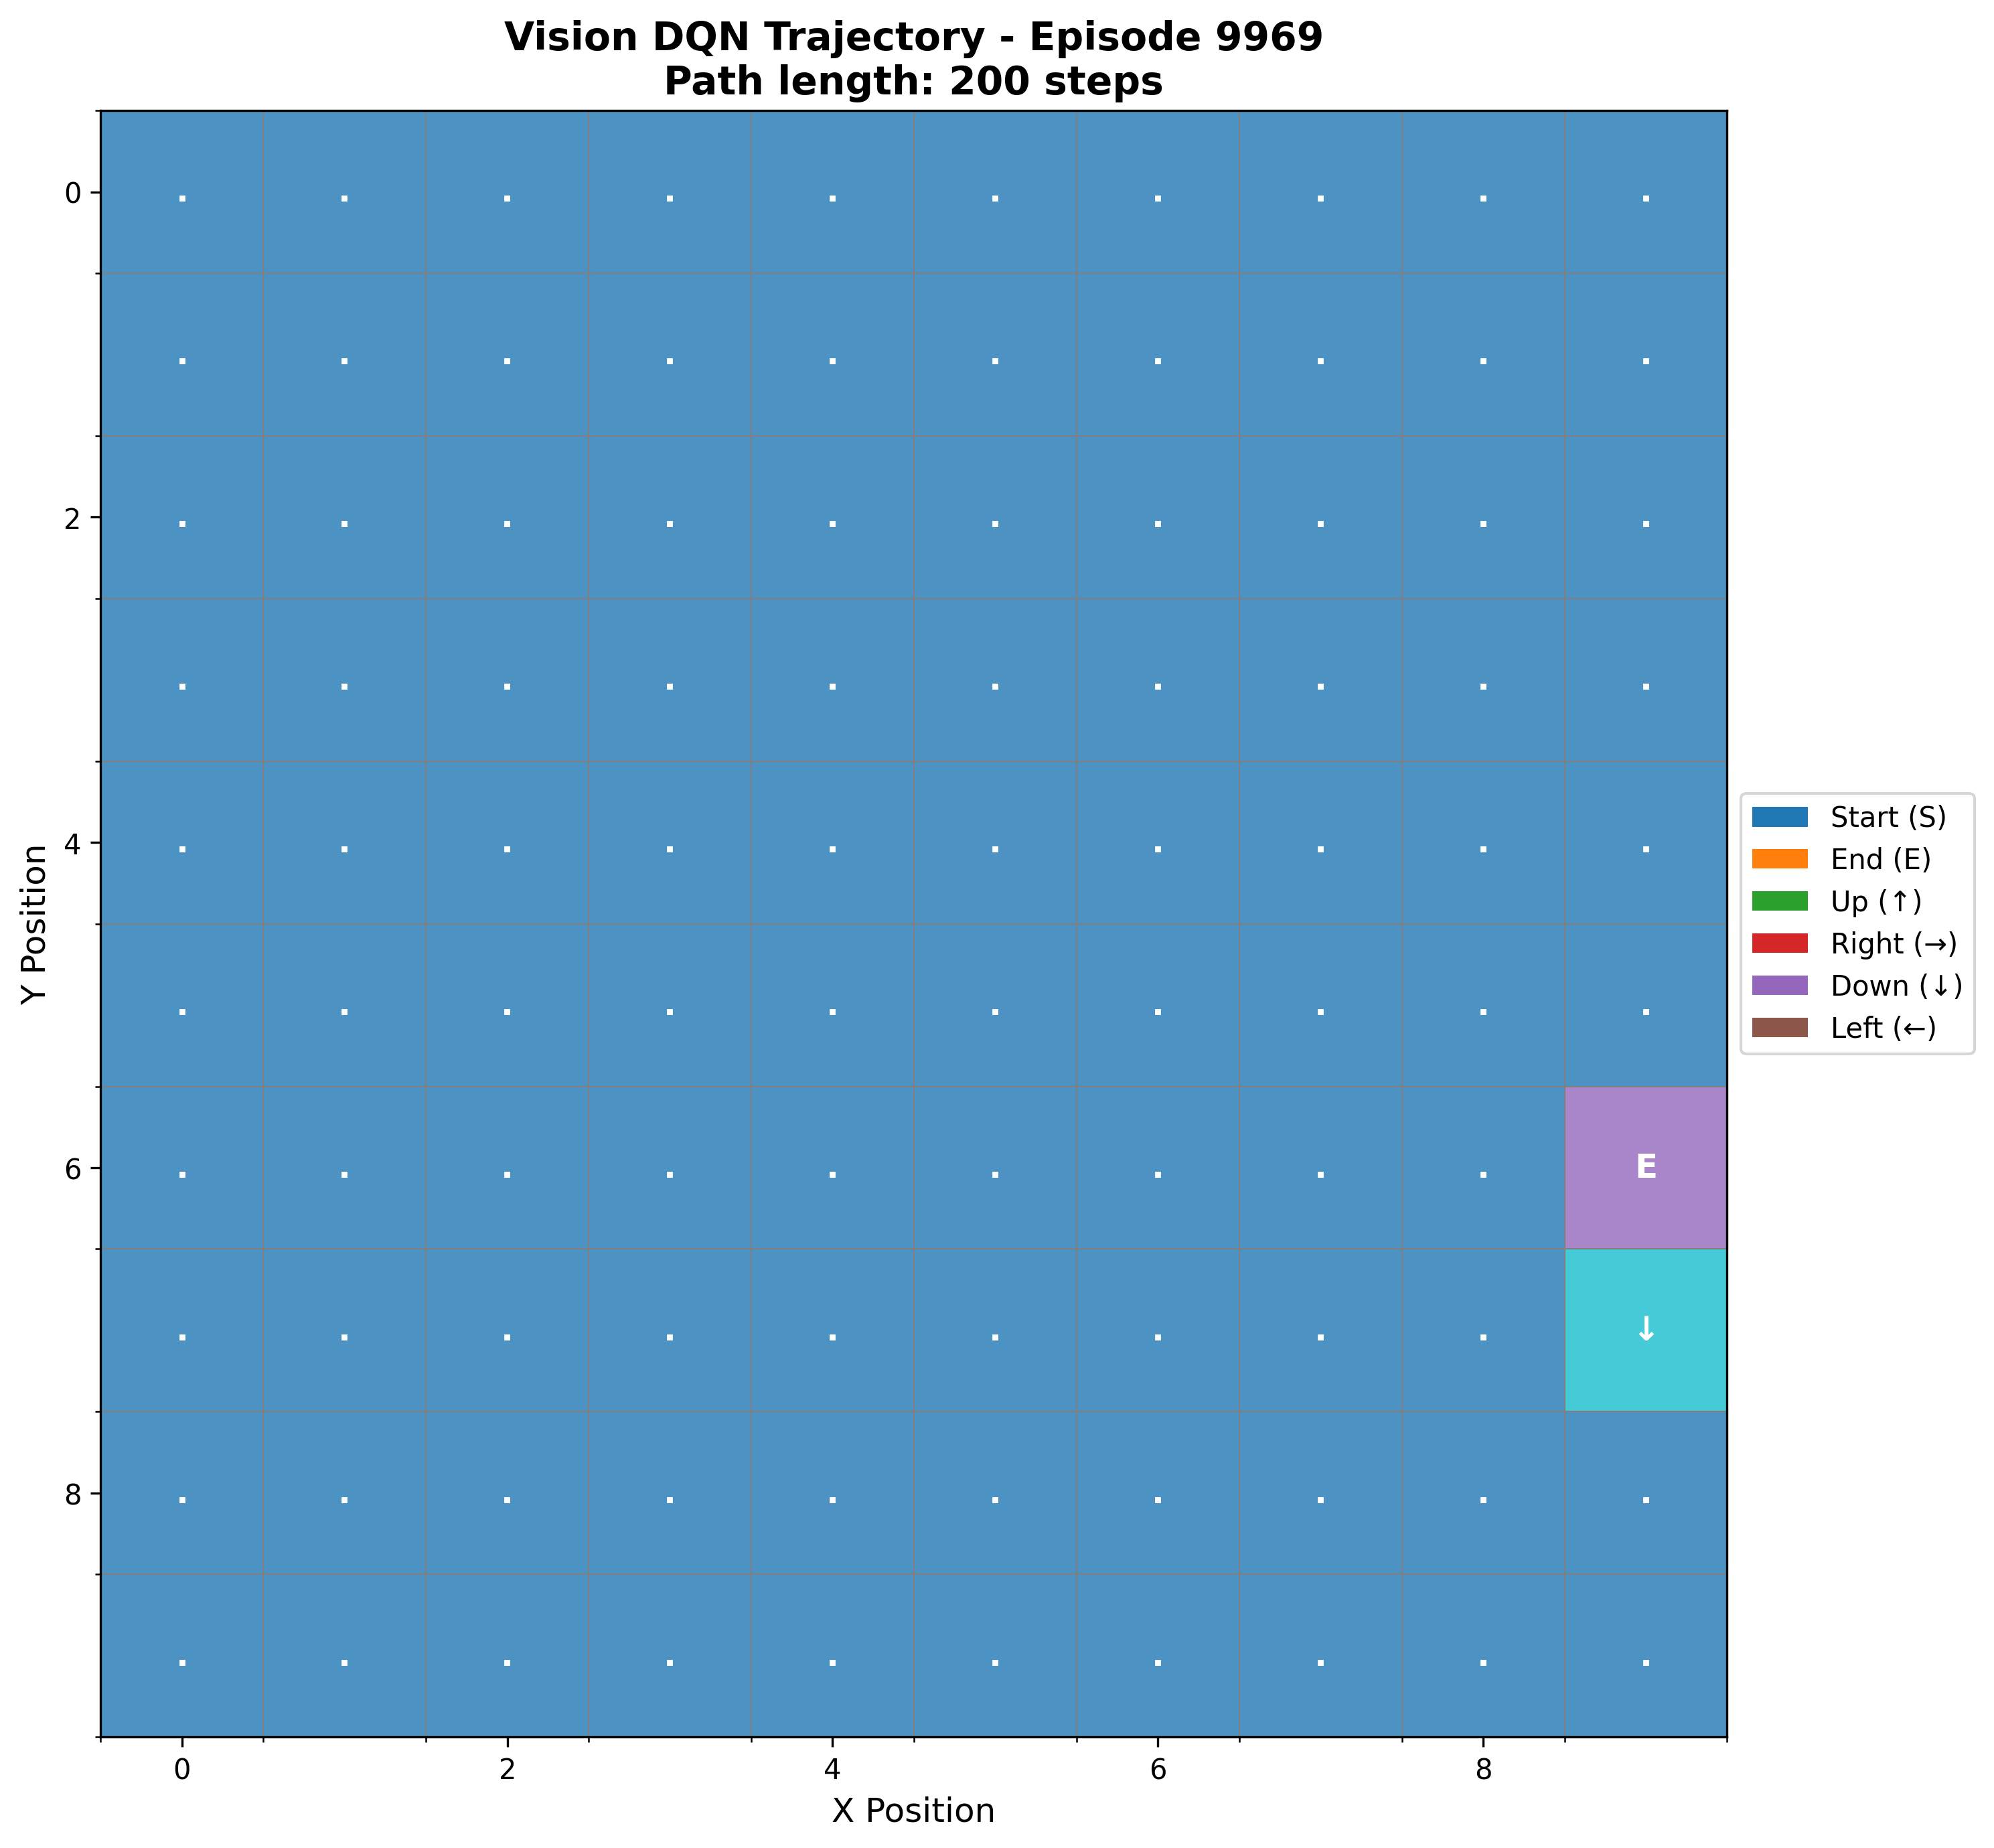 Vision DQN Trajectory - Episode 9969
Path length: 200 steps
0
2
4
6
8
Y Position
E
↓
0 2 4 6 8
X Position
Start (S)
End (E)
Up (↑)
Right (→)
Down (↓)
Left (←)